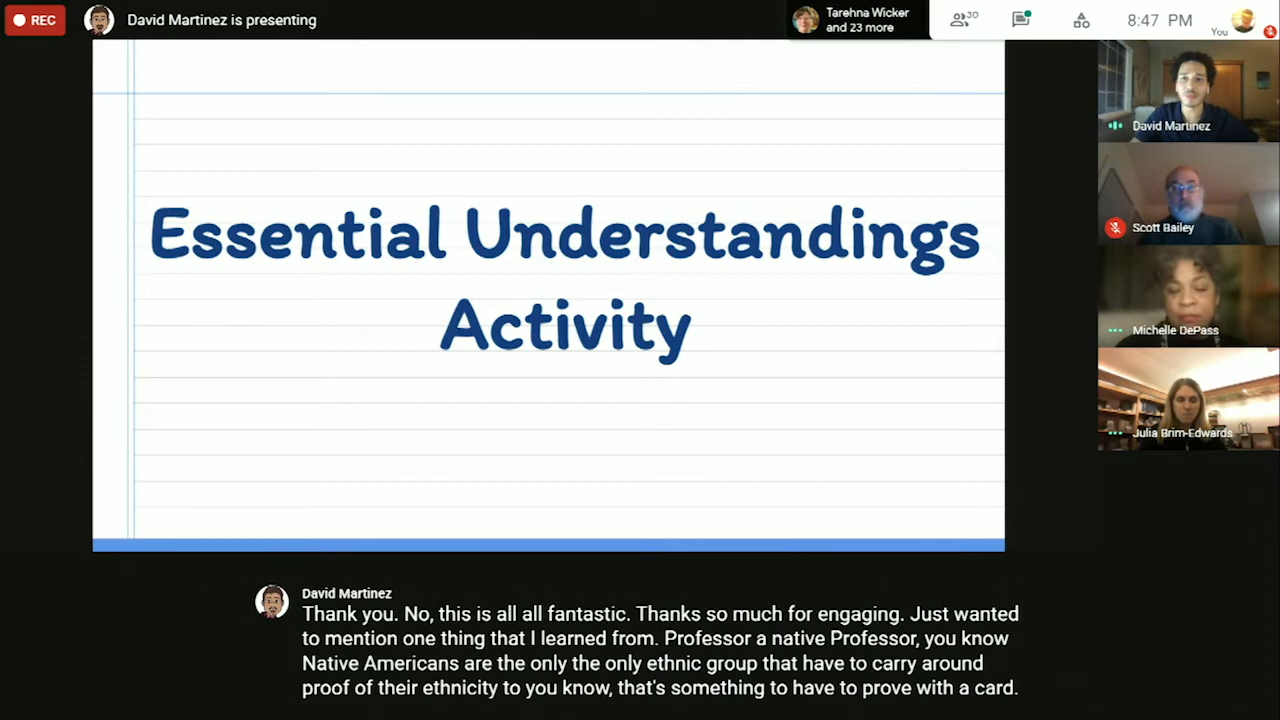 REC
David Martinez is presenting
Tarehna Wicker
and 23 more
30
8:47 PM
You
David Martinez
Scott Bailey
Michelle DePass
Julia Brim-Edwards
Essential Understandings
Activity
David Martinez
Thank you. No, this is all all fantastic. Thanks so much for engaging. Just wanted
to mention one thing that I learned from. Professor a native Professor, you know
Native Americans are the only the only ethnic group that have to carry around
proof of their ethnicity to you know, that's something to have to prove with a card.